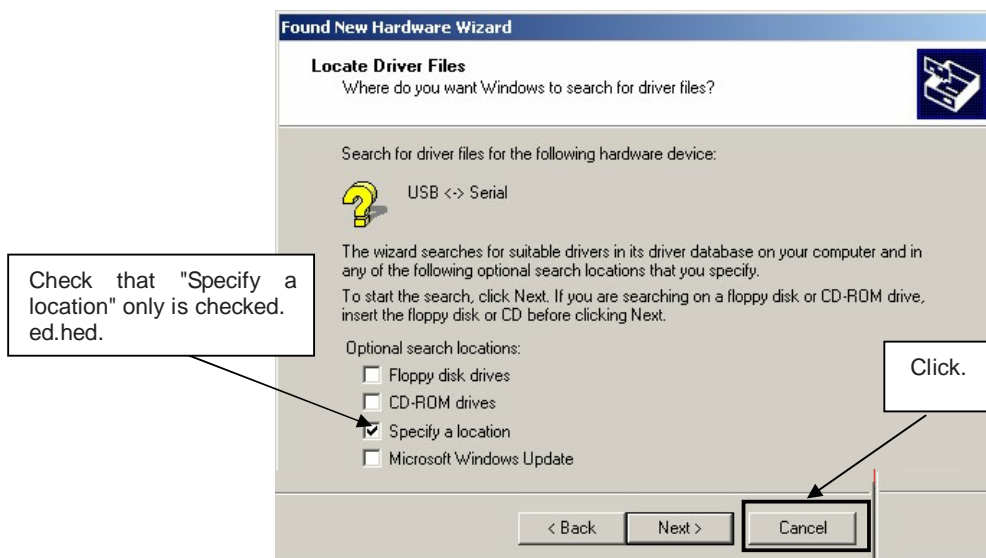 Found New Hardware Wizard
Locate Driver Files
Where do you want Windows to search for driver files?
Search for driver files for the following hardware device:
USB <-> Serial
The wizard searches for suitable drivers in its driver database on your computer and in
any of the following optional search locations that you specify.
To start the search, click Next. If you are searching on a floppy disk or CD-ROM drive,
insert the floppy disk or CD before clicking Next.
Check that "Specify a
location" only is checked.
ed.hed.
Optional search locations:
Floppy disk drives
CD-ROM drives
Specify a location
Microsoft Windows Update
Click.
< Back Next > Cancel